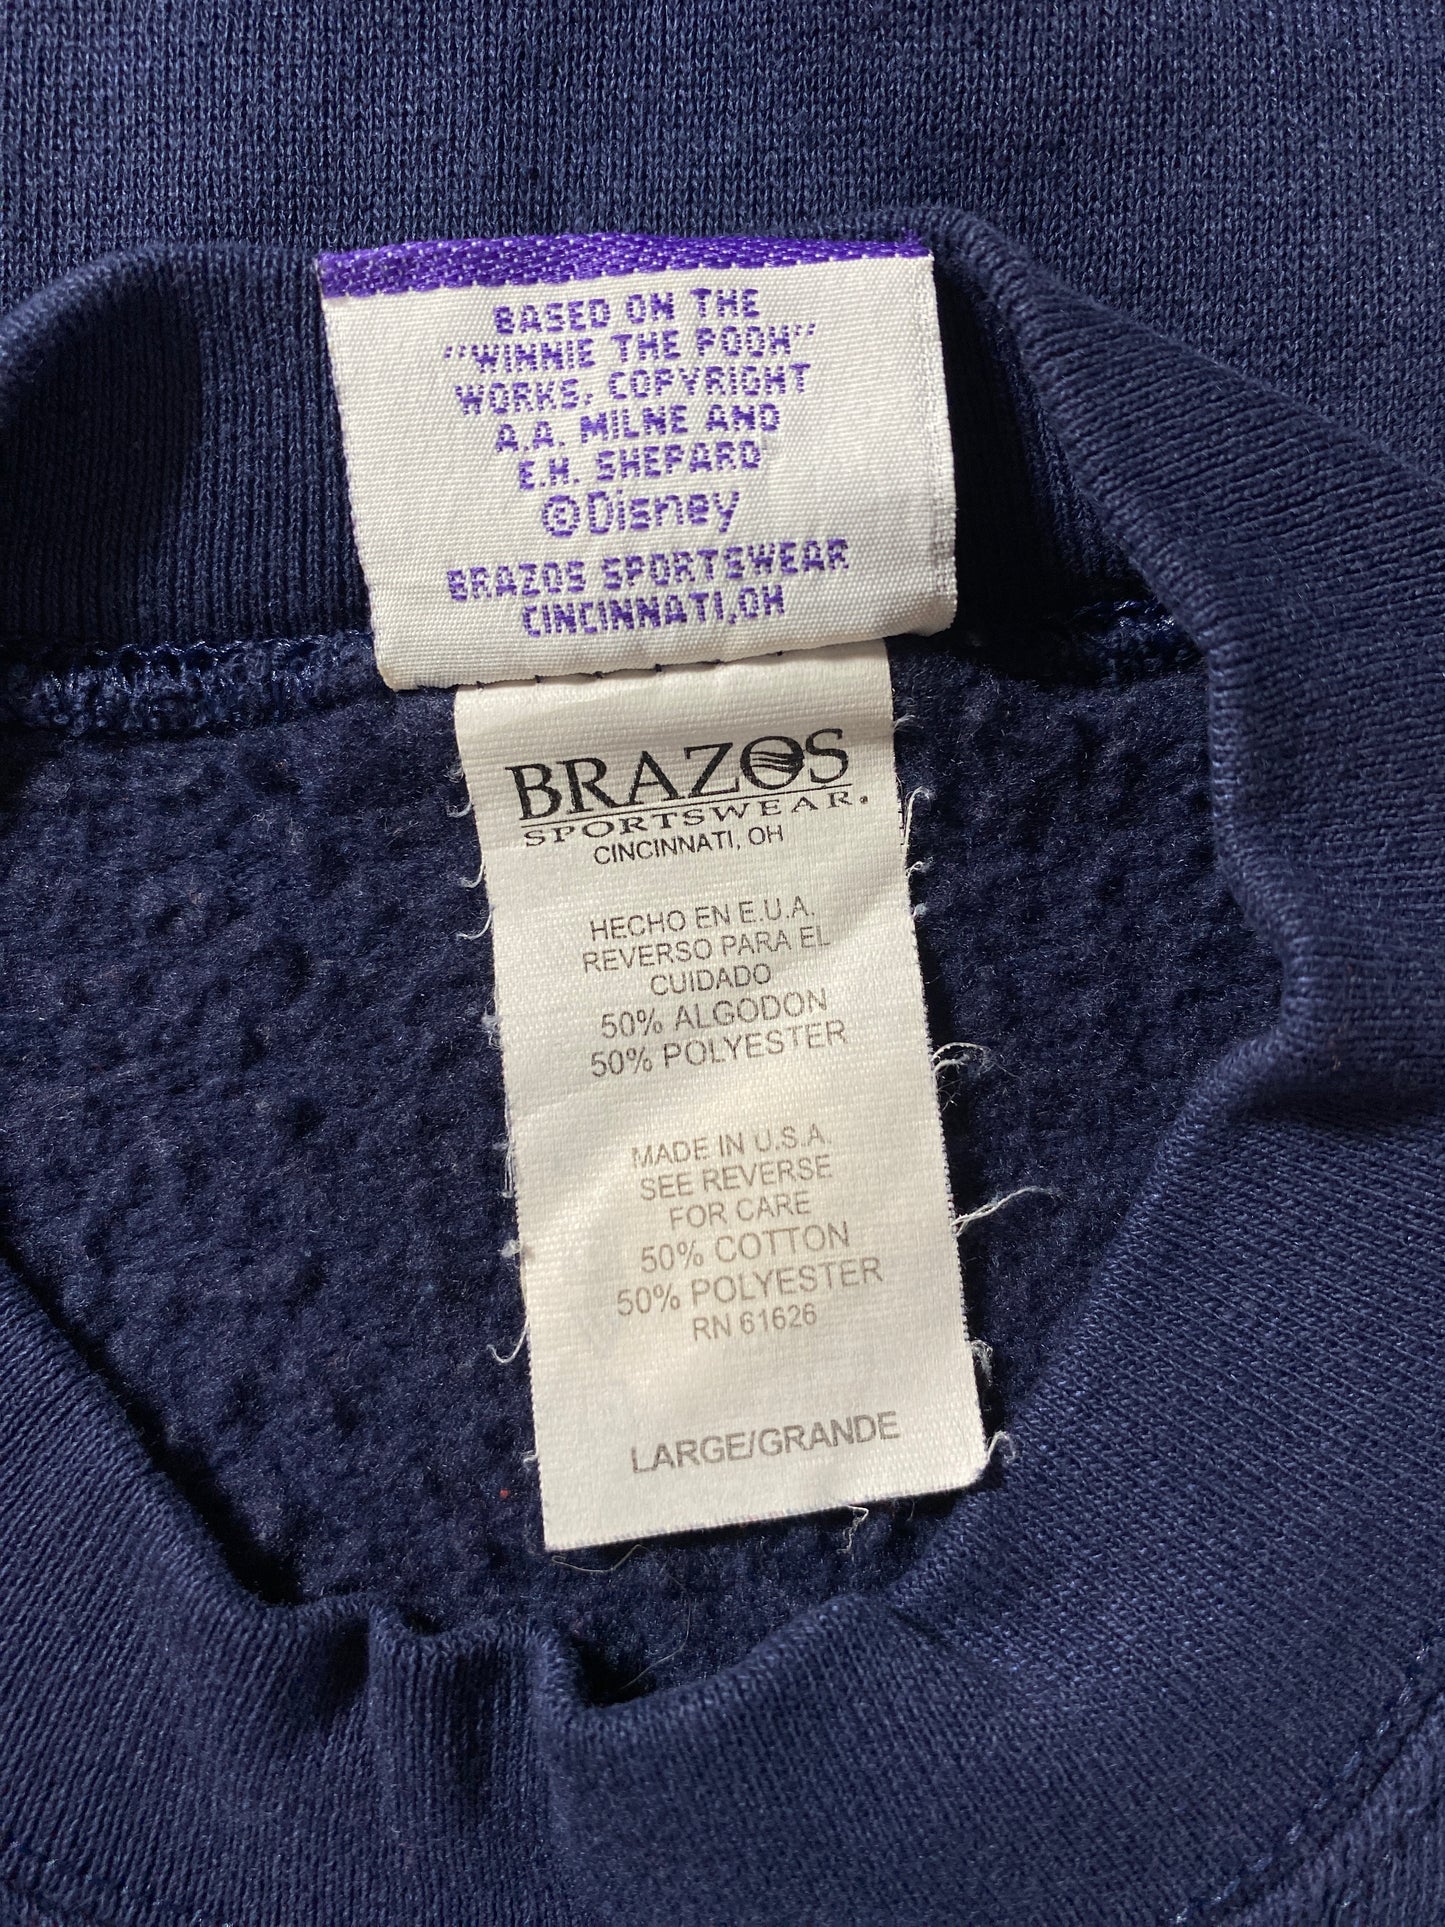 BASED ON THE
"WINNIE THE POOH"
WORKS, COPYRIGHT
A.A. MILNE AND
E.H. SHEPARD
©Disney
BRAZOS SPORTSWEAR
CINCINNATI,OH
BRAZOS
SPORTSWEAR.
CINCINNATI, OH
HECHO EN E.U.A.
REVERSO PARA EL
CUIDADO
50% ALGODON
50% POLYESTER
MADE IN U.S.A.
SEE REVERSE
FOR CARE
50% COTTON
50% POLYESTER
RN 61626
LARGE/GRANDE